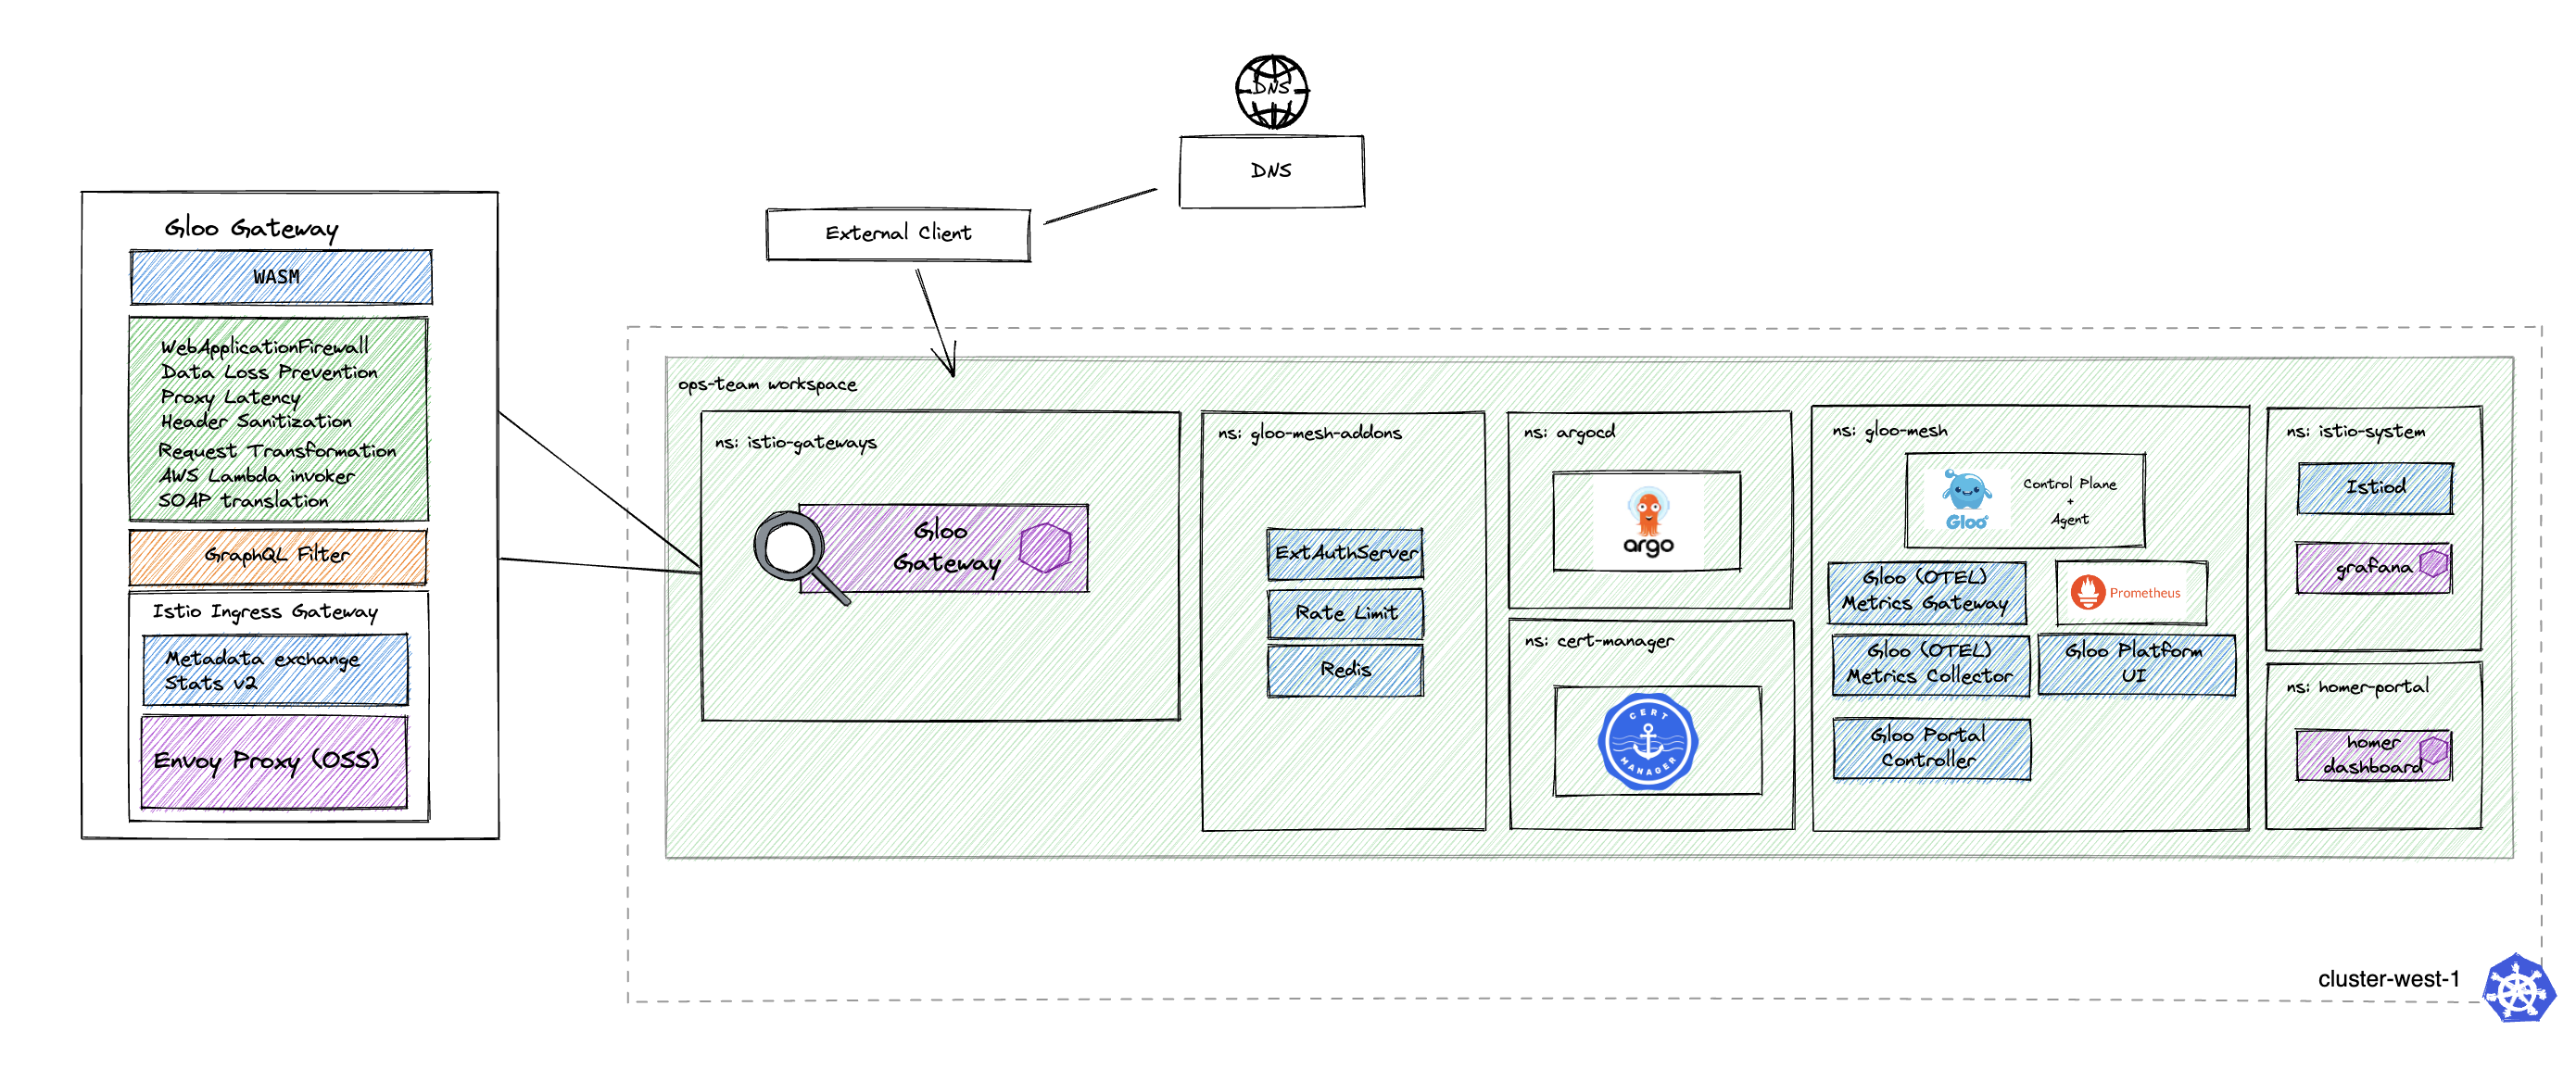 DNS
DNS
External Client
Gloo Gateway
WASM
WebApplicationFirewall
Data Loss Prevention
Proxy Latency
Header Sanitization
Request Transformation
AWS Lambda invoker
SOAP translation
GraphQL Filter
Istio Ingress Gateway
Metadata exchange
Stats v2
Envoy Proxy (OSS)
ops-team workspace
ns: istio-gateways
Gloo
Gateway
ns: gloo-mesh-addons
ExtAuthServer
Rate Limit
Redis
ns: argocd
argo
ns: cert-manager
CERT
MANAGER
ns: gloo-mesh
Gloo
Control Plane
+
Agent
Gloo (OTEL)
Metrics Gateway
Prometheus
Gloo (OTEL)
Metrics Collector
Gloo Platform
UI
Gloo Portal
Controller
ns: istio-system
Istiod
grafana
ns: homer-portal
homer
dashboard
cluster-west-1